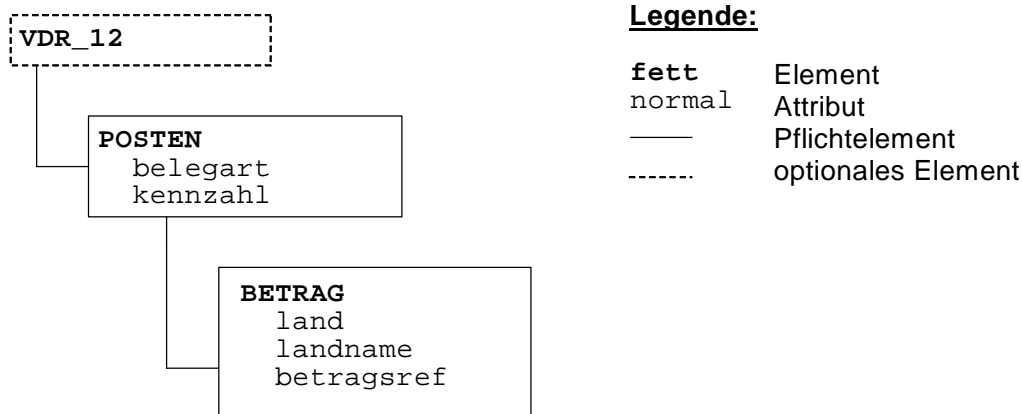 VDR_12
POSTEN
belegart
kennzahl
BETRAG
land
landname
betragsref
Legende:
fett Element
normal Attribut
Pflichtelement
optionales Element